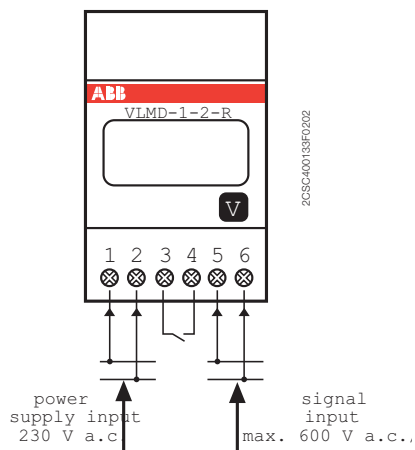 ABB
VLMD-1-2-R
2CSC400133F0202
V
1 2 3 4 5 6
power
supply input
230 V a.c.
signal
input
max. 600 V a.c./